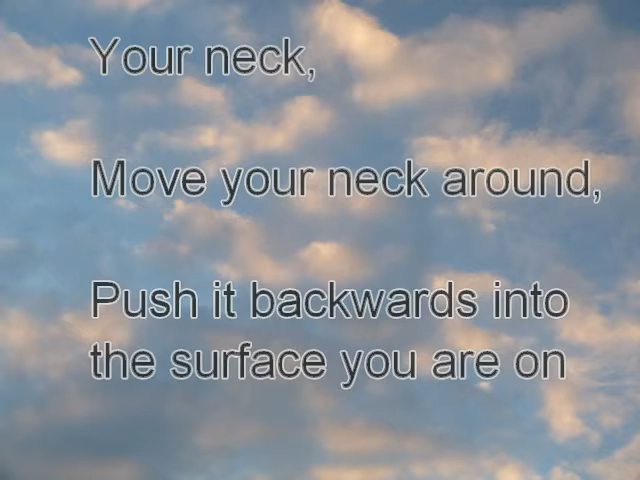 Your neck,
Move your neck around,
Push it backwards into
the surface you are on